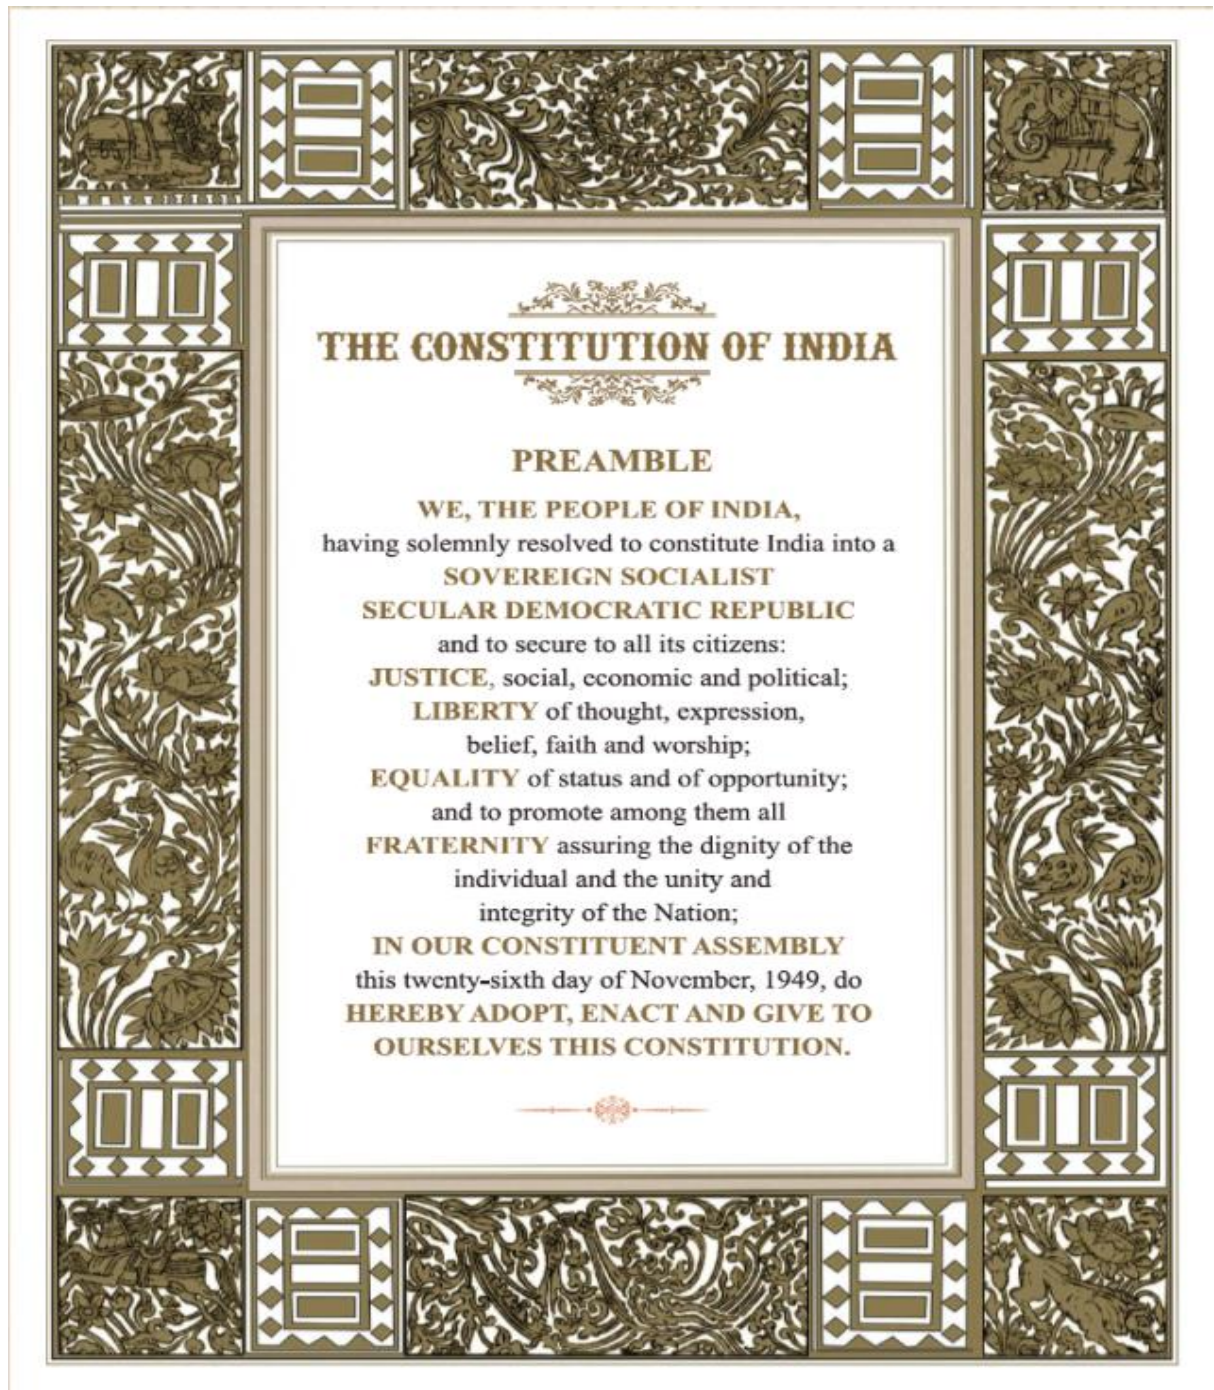 THE CONSTITUTION OF INDIA
PREAMBLE
WE, THE PEOPLE OF INDIA,
having solemnly resolved to constitute India into a
SOVEREIGN SOCIALIST
SECULAR DEMOCRATIC REPUBLIC
and to secure to all its citizens:
JUSTICE, social, economic and political;
LIBERTY of thought, expression,
belief, faith and worship;
EQUALITY of status and of opportunity;
and to promote among them all
FRATERNITY assuring the dignity of the
individual and the unity and
integrity of the Nation;
IN OUR CONSTITUENT ASSEMBLY
this twenty-sixth day of November, 1949, do
HEREBY ADOPT, ENACT AND GIVE TO
OURSELVES THIS CONSTITUTION.